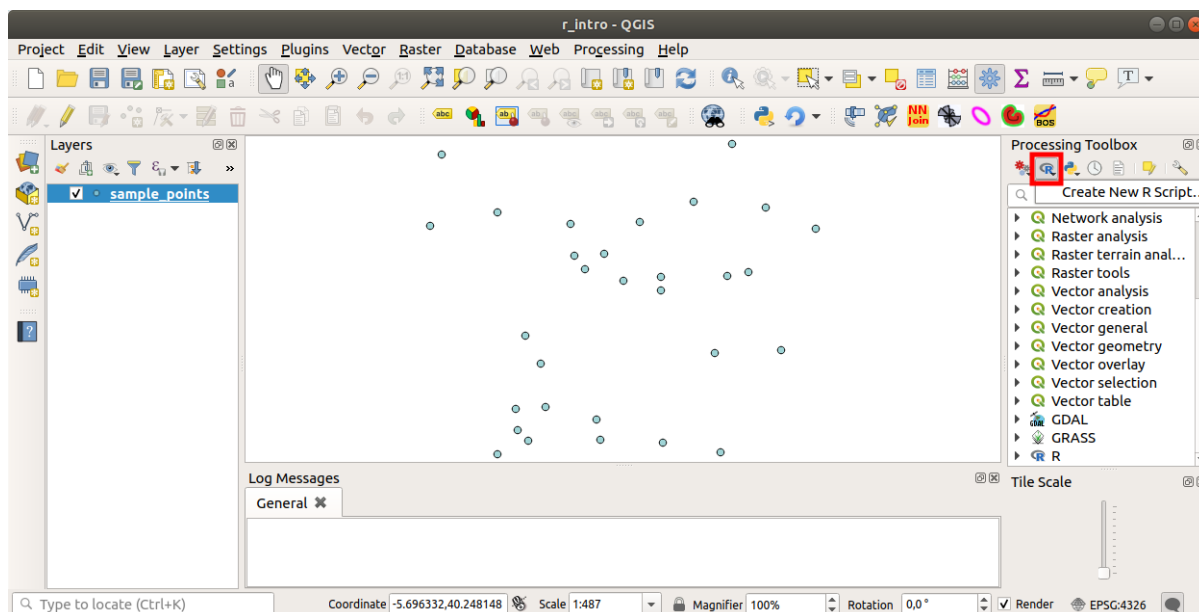 r_intro - QGIS
Project Edit View Layer Settings Plugins Vector Raster Database Web Processing Help
Layers
sample_points
Processing Toolbox
Create New R Script...
Network analysis
Raster analysis
Raster terrain anal...
Raster tools
Vector analysis
Vector creation
Vector general
Vector geometry
Vector overlay
Vector selection
Vector table
GDAL
GRASS
R
Log Messages
General
Tile Scale
Type to locate (Ctrl+K)
Coordinate -5.696332,40.248148 Scale 1:487 Magnifier 100% Rotation 0,0 ° Render EPSG:4326